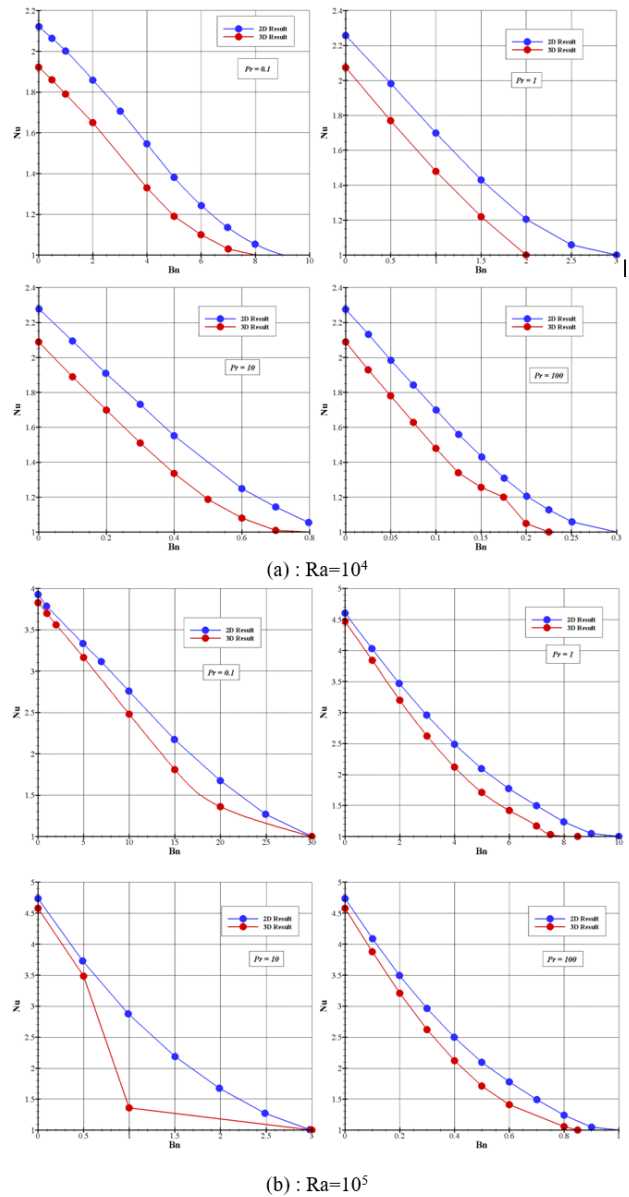 2.2
2
1.8
1.6
1.4
1.2
1
Nu
0
2
4
6
8
10
Bn
2D Result
3D Result
Pr = 0.1
2.4
2.2
2
1.8
1.6
1.4
1.2
1
Nu
0
0.5
1
1.5
2
2.5
3
Bn
2D Result
3D Result
Pr = 1
2.4
2.2
2
1.8
1.6
1.4
1.2
1
Nu
0
0.2
0.4
0.6
0.8
Bn
2D Result
3D Result
Pr = 10
2.4
2.2
2
1.8
1.6
1.4
1.2
1
Nu
0
0.05
0.1
0.15
0.2
0.25
0.3
Bn
2D Result
3D Result
Pr = 100
(a) : Ra=10⁴
4
3.5
3
2.5
2
1.5
1
Nu
0
5
10
15
20
25
30
Bn
2D Result
3D Result
Pr = 0.1
5
4.5
4
3.5
3
2.5
2
1.5
1
Nu
0
2
4
6
8
10
Bn
2D Result
3D Result
Pr = 1
5
4.5
4
3.5
3
2.5
2
1.5
1
Nu
0
0.5
1
1.5
2
2.5
3
Bn
2D Result
3D Result
Pr = 10
5
4.5
4
3.5
3
2.5
2
1.5
1
Nu
0
0.2
0.4
0.6
0.8
1
Bn
2D Result
3D Result
Pr = 100
(b) : Ra=10⁵